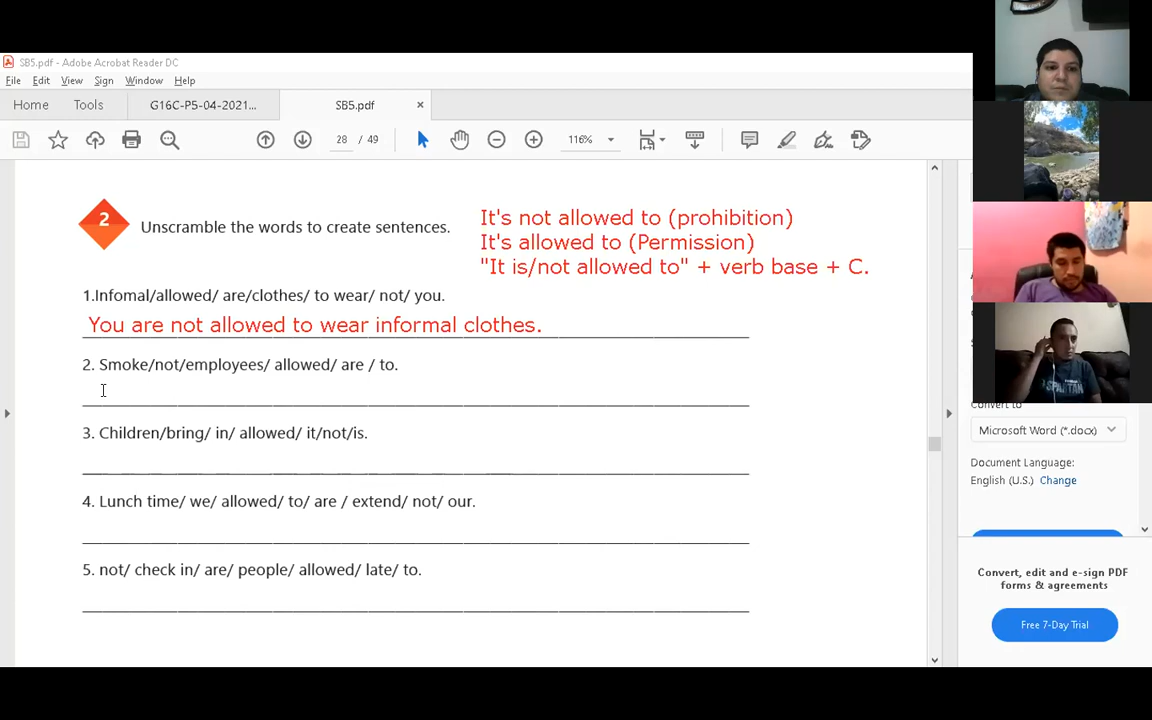 SB5.pdf - Adobe Acrobat Reader DC
File Edit View Sign Window Help
Home Tools G16C-P5-04-2021... SB5.pdf ×
28 / 49 116%
2 Unscramble the words to create sentences.
It's not allowed to (prohibition)
It's allowed to (Permission)
"It is/not allowed to" + verb base + C.
1.Infomal/allowed/ are/clothes/ to wear/ not/ you.
You are not allowed to wear informal clothes.
2. Smoke/not/employees/ allowed/ are / to.
3. Children/bring/ in/ allowed/ it/not/is.
4. Lunch time/ we/ allowed/ to/ are / extend/ not/ our.
5. not/ check in/ are/ people/ allowed/ late/ to.
SPARTAN
Convert to
Microsoft Word (*.docx)
Document Language:
English (U.S.) Change
Convert, edit and e-sign PDF
forms & agreements
Free 7-Day Trial